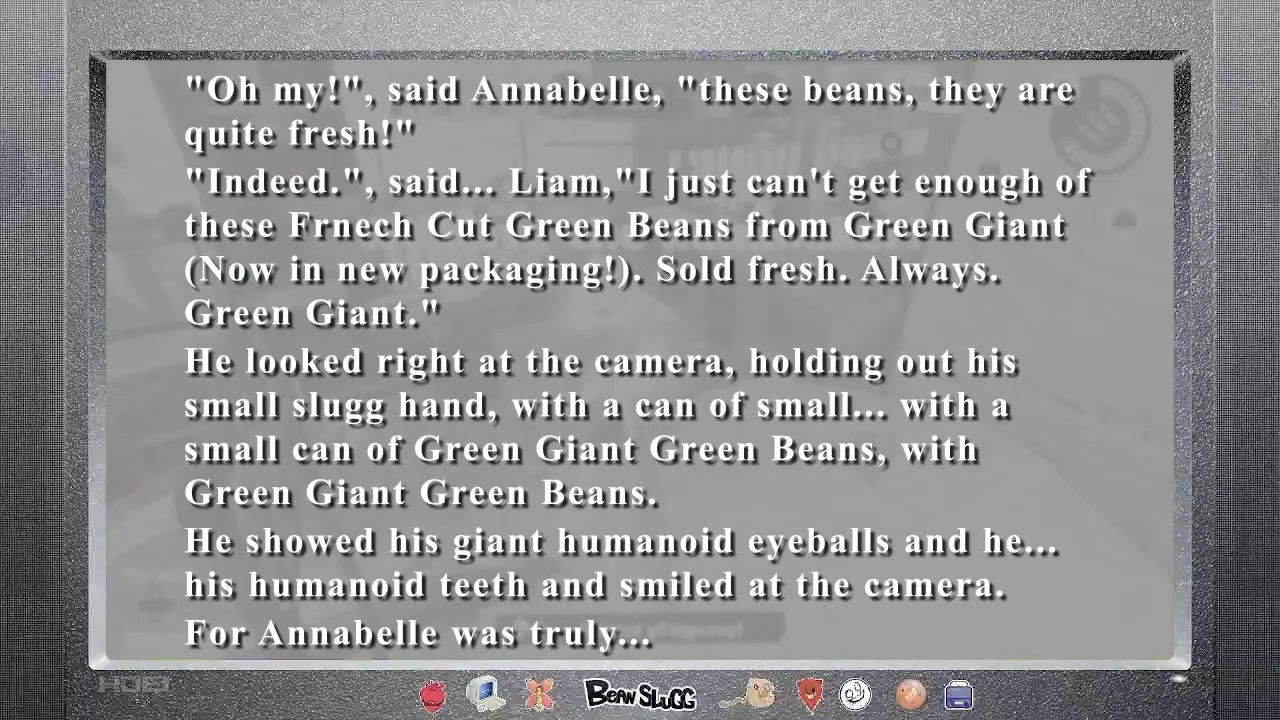 "Oh my!", said Annabelle, "these beans, they are
quite fresh!"
"Indeed.", said... Liam,"I just can't get enough of
these Frnech Cut Green Beans from Green Giant
(Now in new packaging!). Sold fresh. Always.
Green Giant."
He looked right at the camera, holding out his
small slugg hand, with a can of small... with a
small can of Green Giant Green Beans, with
Green Giant Green Beans.
He showed his giant humanoid eyeballs and he...
his humanoid teeth and smiled at the camera.
For Annabelle was truly...
BEAN SLUGG